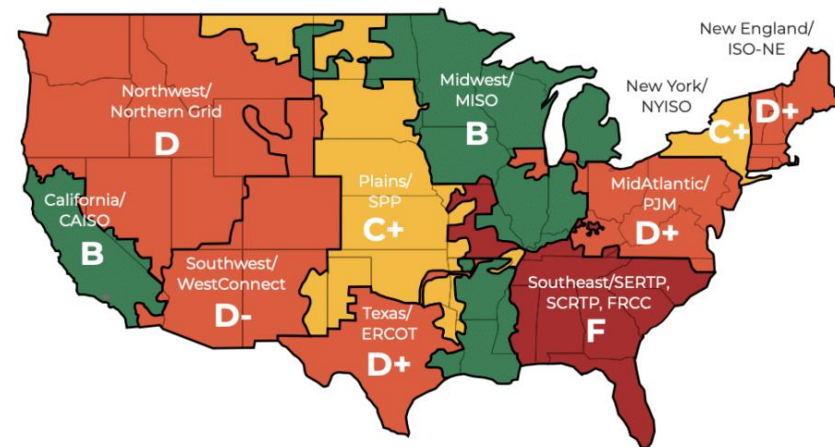 New England/
ISO-NE
D+
New York/
NYISO
C+
Northwest/
Northern Grid
D
Midwest/
MISO
B
California/
CAISO
B
Plains/
SPP
C+
MidAtlantic/
PJM
D+
Southwest/
WestConnect
D-
Texas/
ERCOT
D+
Southeast/SERTP,
SCRTP, FRCC
F